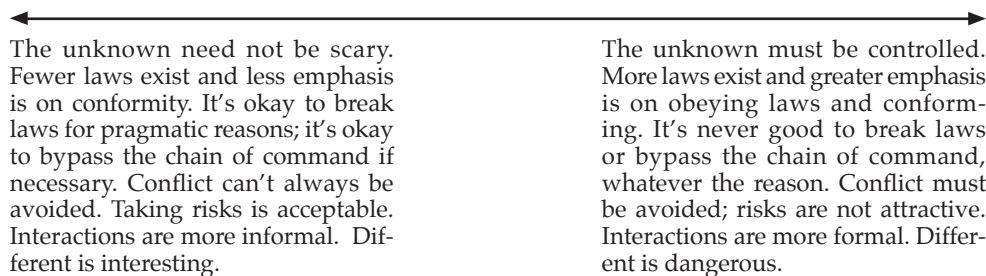 The unknown need not be scary.
Fewer laws exist and less emphasis
is on conformity. It's okay to break
laws for pragmatic reasons; it's okay
to bypass the chain of command if
necessary. Conflict can't always be
avoided. Taking risks is acceptable.
Interactions are more informal.  Dif-
ferent is interesting.
The unknown must be controlled.
More laws exist and greater emphasis
is on obeying laws and conform-
ing. It's never good to break laws
or bypass the chain of command,
whatever the reason. Conflict must
be avoided; risks are not attractive.
Interactions are more formal. Differ-
ent is dangerous.